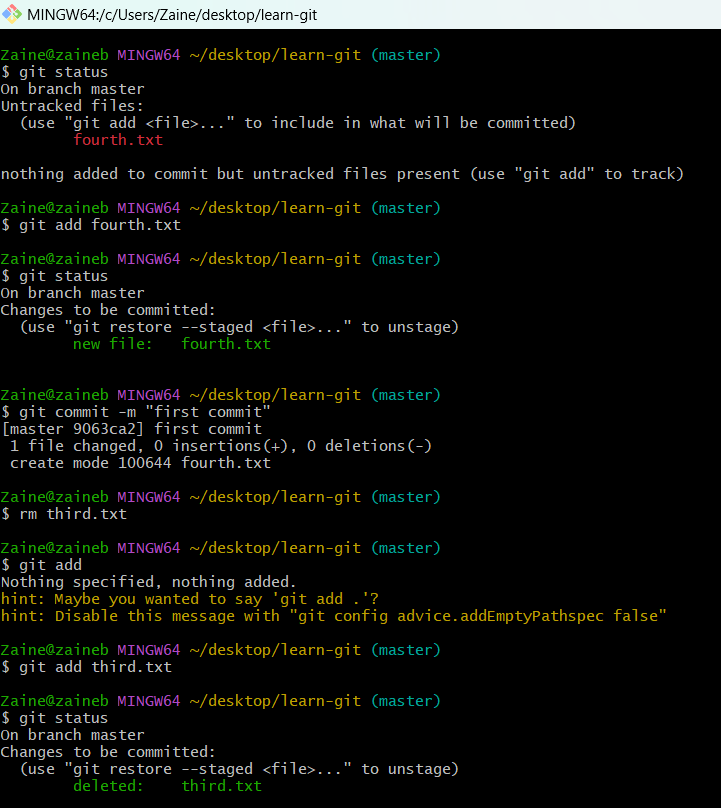 MINGW64:/c/Users/Zaine/desktop/learn-git
Zaine@zaineb MINGW64 ~/desktop/learn-git (master)
$ git status
On branch master
Untracked files:
  (use "git add <file>..." to include in what will be committed)
        fourth.txt
nothing added to commit but untracked files present (use "git add" to track)
Zaine@zaineb MINGW64 ~/desktop/learn-git (master)
$ git add fourth.txt
Zaine@zaineb MINGW64 ~/desktop/learn-git (master)
$ git status
On branch master
Changes to be committed:
  (use "git restore --staged <file>..." to unstage)
        new file:   fourth.txt
Zaine@zaineb MINGW64 ~/desktop/learn-git (master)
$ git commit -m "first commit"
[master 9063ca2] first commit
 1 file changed, 0 insertions(+), 0 deletions(-)
 create mode 100644 fourth.txt
Zaine@zaineb MINGW64 ~/desktop/learn-git (master)
$ rm third.txt
Zaine@zaineb MINGW64 ~/desktop/learn-git (master)
$ git add
Nothing specified, nothing added.
hint: Maybe you wanted to say 'git add .'?
hint: Disable this message with "git config advice.addEmptyPathspec false"
Zaine@zaineb MINGW64 ~/desktop/learn-git (master)
$ git add third.txt
Zaine@zaineb MINGW64 ~/desktop/learn-git (master)
$ git status
On branch master
Changes to be committed:
  (use "git restore --staged <file>..." to unstage)
        deleted:    third.txt